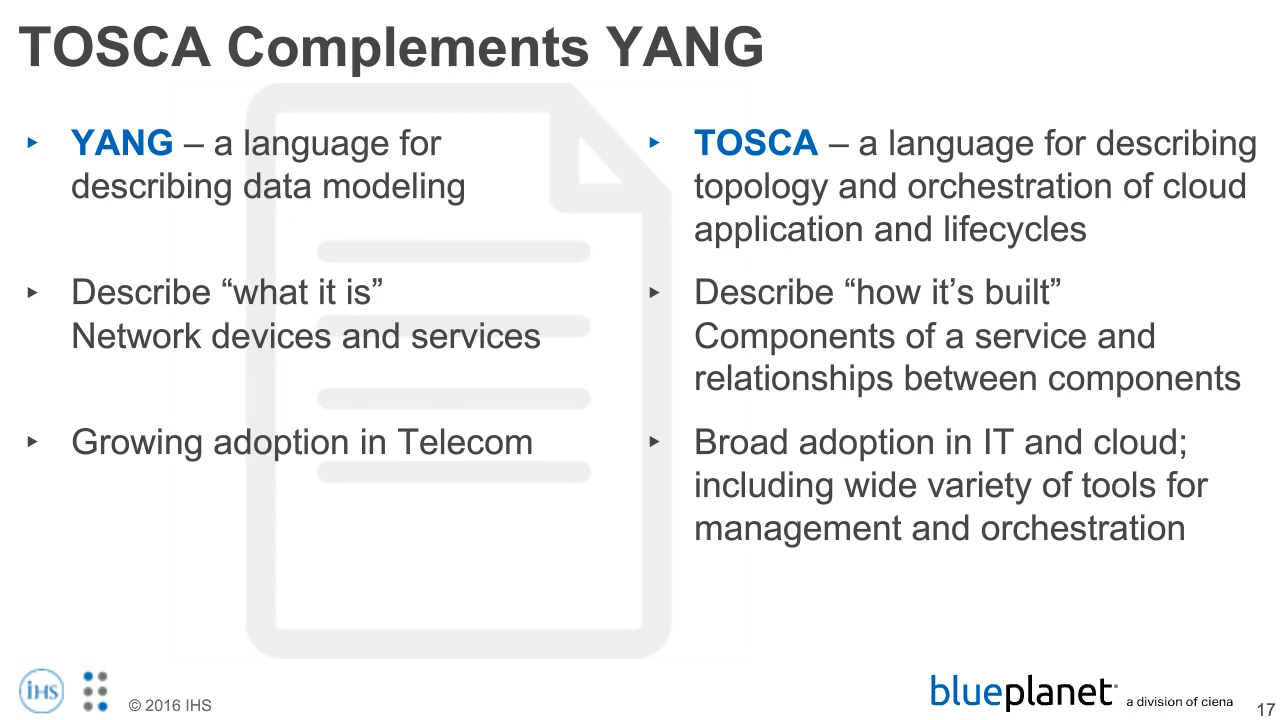 TOSCA Complements YANG
▸ YANG – a language for
describing data modeling
▸ Describe “what it is”
Network devices and services
▸ Growing adoption in Telecom
▸ TOSCA – a language for describing
topology and orchestration of cloud
application and lifecycles
▸ Describe “how it’s built”
Components of a service and
relationships between components
▸ Broad adoption in IT and cloud;
including wide variety of tools for
management and orchestration
iHS
© 2016 IHS
blueplanet
a division of ciena
17